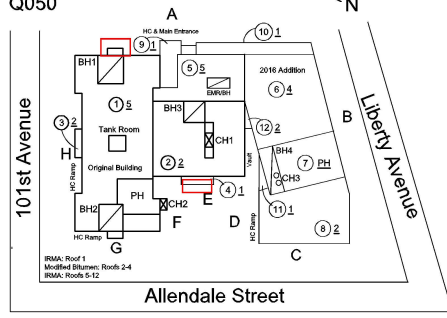 Q050
N
A
HC & Main Entrance
9 1
10 1
BH1
5 5
EMR/BH
2016 Addition
6 4
B
101st Avenue
Liberty Avenue
1 5
3 2
H
Tank Room
BH3
CH1
12 2
Vault
BH4
7 PH
CH3
Original Building
2 2
HC Ramp
PH
4 1
E
D
11 1
BH2
CH2
F
HC Ramp
8 2
HC Ramp
G
C
IRMA: Roof 1
Modified Bitumen: Roofs 2-4
IRMA: Roofs 5-12
Allendale Street